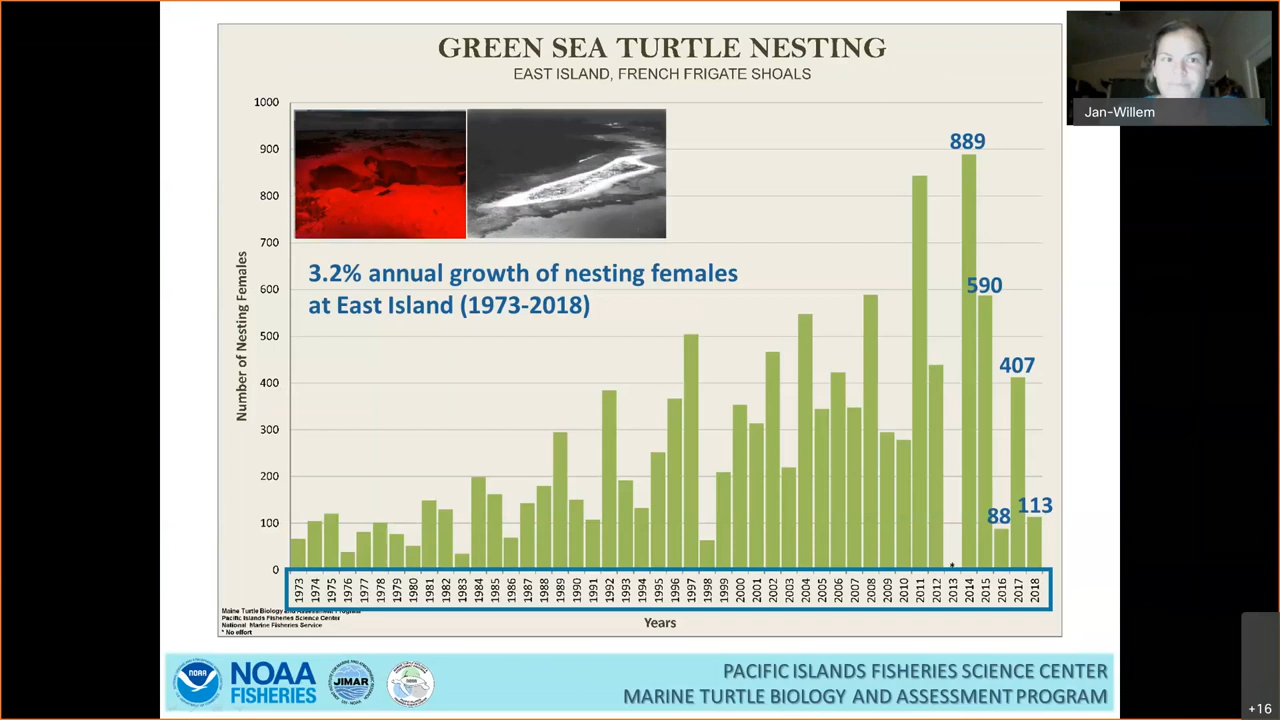 GREEN SEA TURTLE NESTING
EAST ISLAND, FRENCH FRIGATE SHOALS
Jan-Willem
Number of Nesting Females
1000
900
800
700
600
500
400
300
200
100
0
3.2% annual growth of nesting females
at East Island (1973-2018)
889
590
407
88
113
*
1973 1974 1975 1976 1977 1978 1979 1980 1981 1982 1983 1984 1985 1986 1987 1988 1989 1990 1991 1992 1993 1994 1995 1996 1997 1998 1999 2000 2001 2002 2003 2004 2005 2006 2007 2008 2009 2010 2011 2012 2013 2014 2015 2016 2017 2018
Years
Marine Turtle Biology and Assessment Program
Pacific Islands Fisheries Science Center
National Marine Fisheries Service
* No effort
NOAA
NOAA
FISHERIES
JIMAR
PACIFIC ISLANDS FISHERIES SCIENCE CENTER
MARINE TURTLE BIOLOGY AND ASSESSMENT PROGRAM
+16